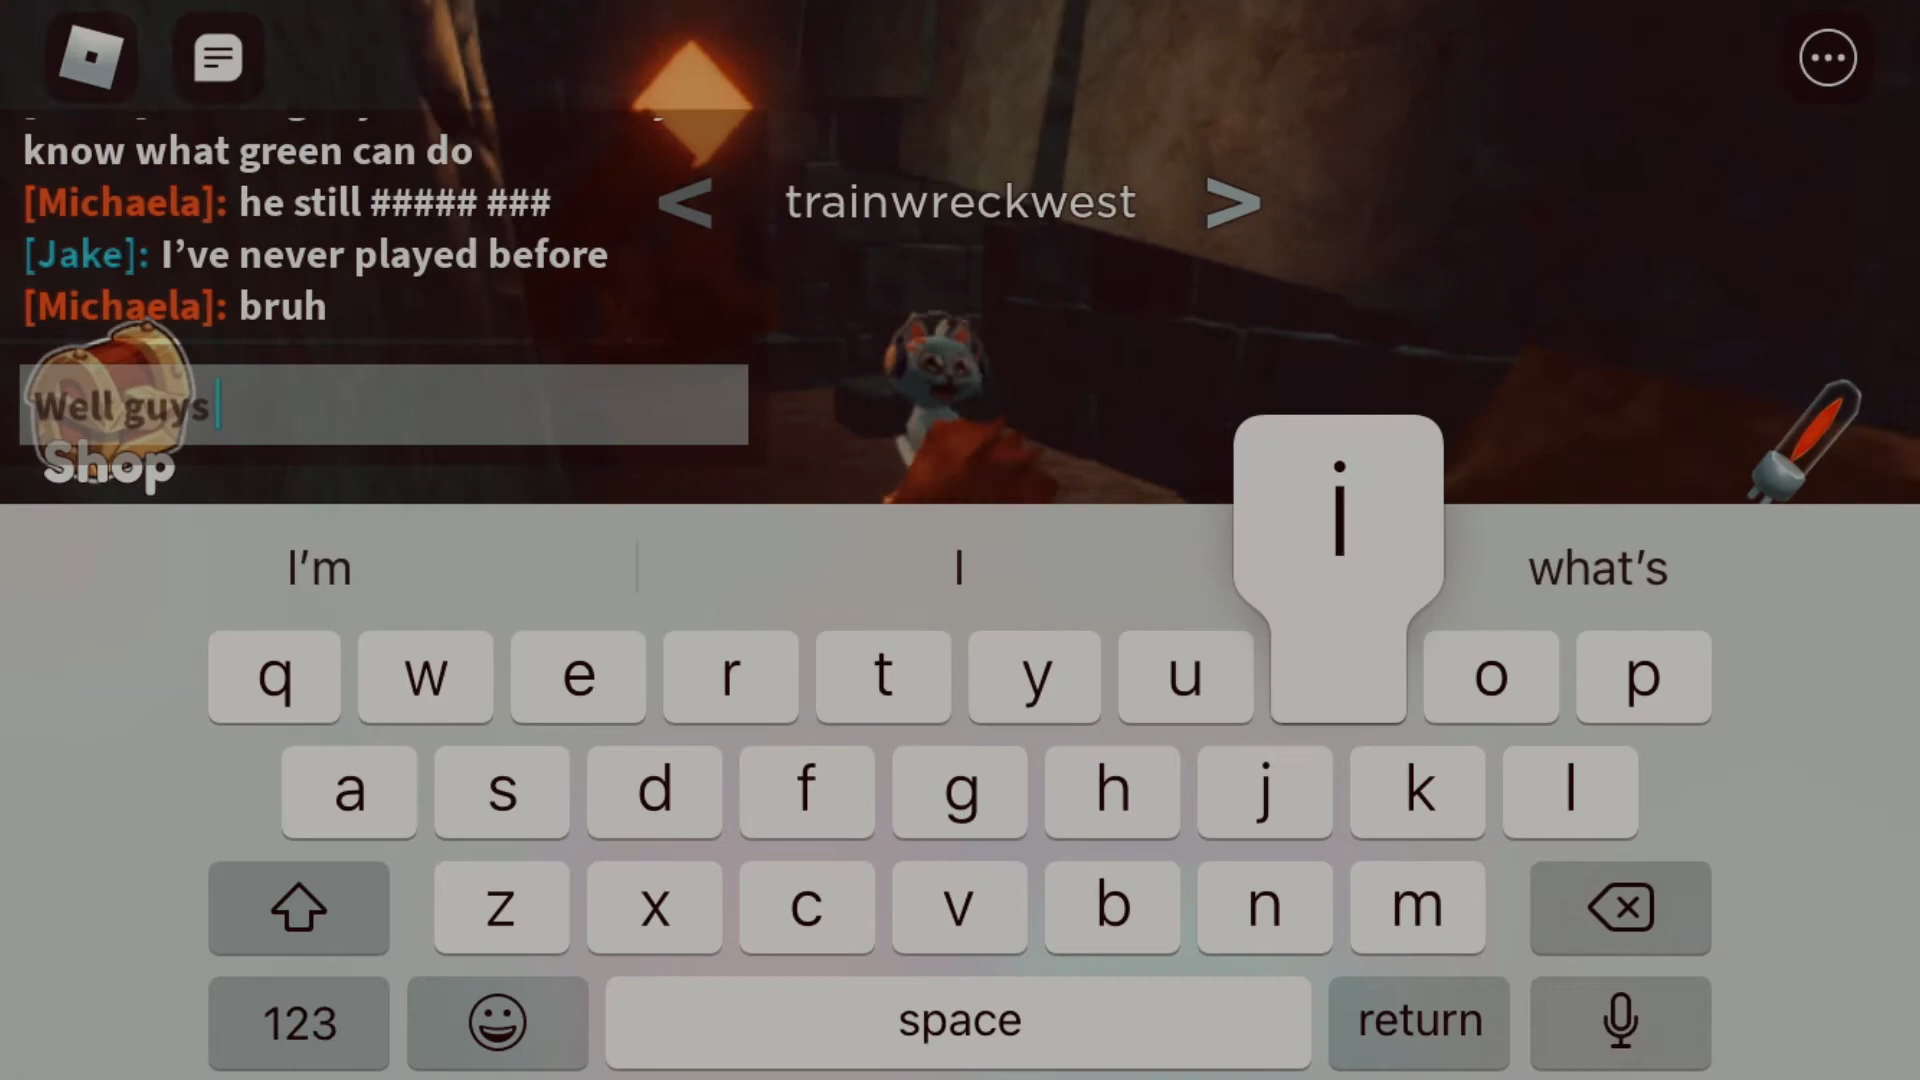 know what green can do
[Michaela]: he still ##### ###
[Jake]: I’ve never played before
[Michaela]: bruh
< trainwreckwest >
Well guys
Shop
I’m
I
what’s
i
q w e r t y u o p
a s d f g h j k l
z x c v b n m
123 space return